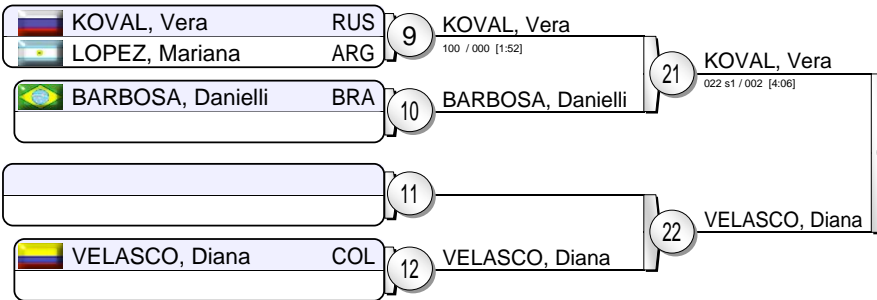 KOVAL, Vera RUS
LOPEZ, Mariana ARG
9
KOVAL, Vera
100 / 000 [1:52]
BARBOSA, Danielli BRA
10
BARBOSA, Danielli
21
KOVAL, Vera
022 s1 / 002 [4:06]
11
VELASCO, Diana COL
12
VELASCO, Diana
22
VELASCO, Diana